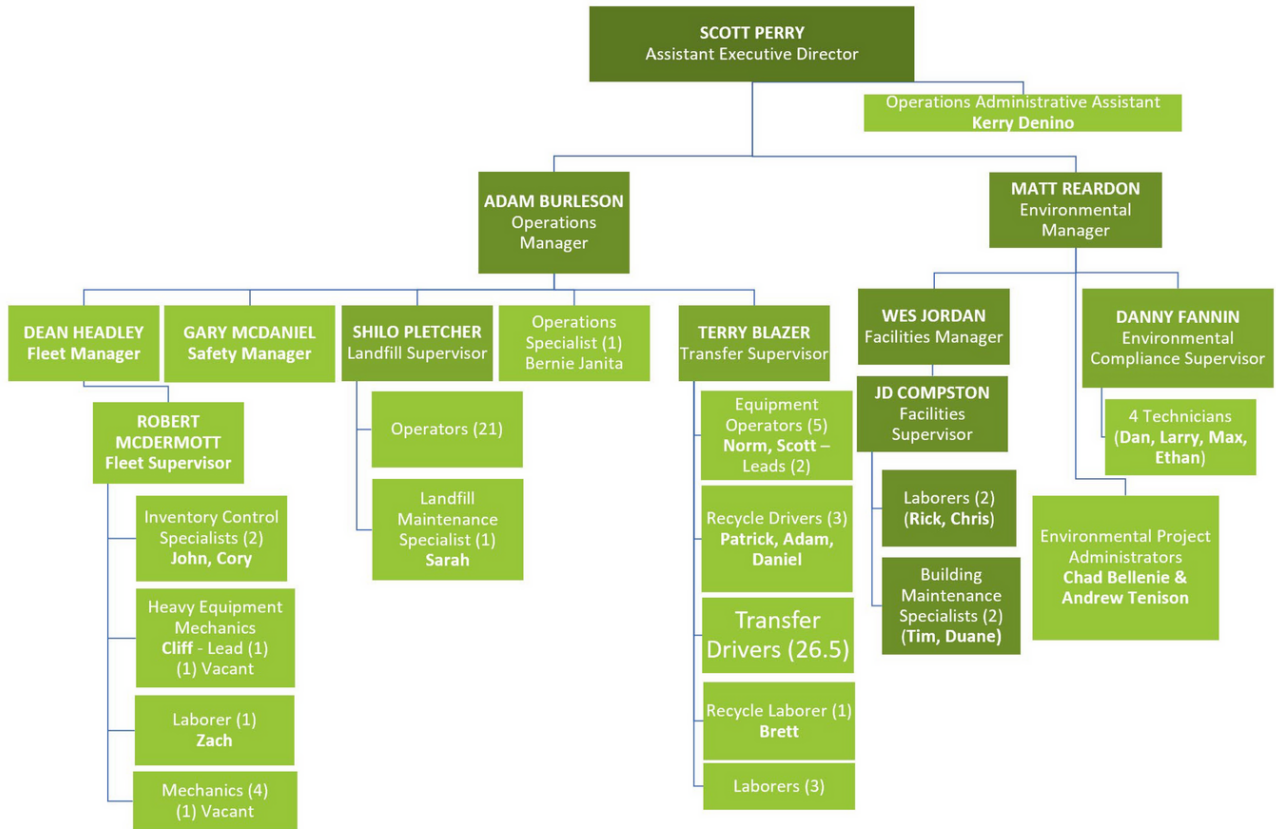 SCOTT PERRY
Assistant Executive Director
Operations Administrative Assistant
Kerry Denino
ADAM BURLESON
Operations
Manager
MATT REARDON
Environmental
Manager
DEAN HEADLEY
Fleet Manager
GARY MCDANIEL
Safety Manager
SHILO PLETCHER
Landfill Supervisor
Operations
Specialist (1)
Bernie Janita
TERRY BLAZER
Transfer Supervisor
WES JORDAN
Facilities Manager
DANNY FANNIN
Environmental
Compliance Supervisor
ROBERT
MCDERMOTT
Fleet Supervisor
Inventory Control
Specialists (2)
John, Cory
Heavy Equipment
Mechanics
Cliff - Lead (1)
(1) Vacant
Laborer (1)
Zach
Mechanics (4)
(1) Vacant
Operators (21)
Landfill
Maintenance
Specialist (1)
Sarah
Equipment
Operators (5)
Norm, Scott –
Leads (2)
Recycle Drivers (3)
Patrick, Adam,
Daniel
Transfer
Drivers (26.5)
Recycle Laborer (1)
Brett
Laborers (3)
JD COMPSTON
Facilities
Supervisor
Laborers (2)
(Rick, Chris)
Building
Maintenance
Specialists (2)
(Tim, Duane)
4 Technicians
(Dan, Larry, Max,
Ethan)
Environmental Project
Administrators
Chad Bellenie &
Andrew Tenison